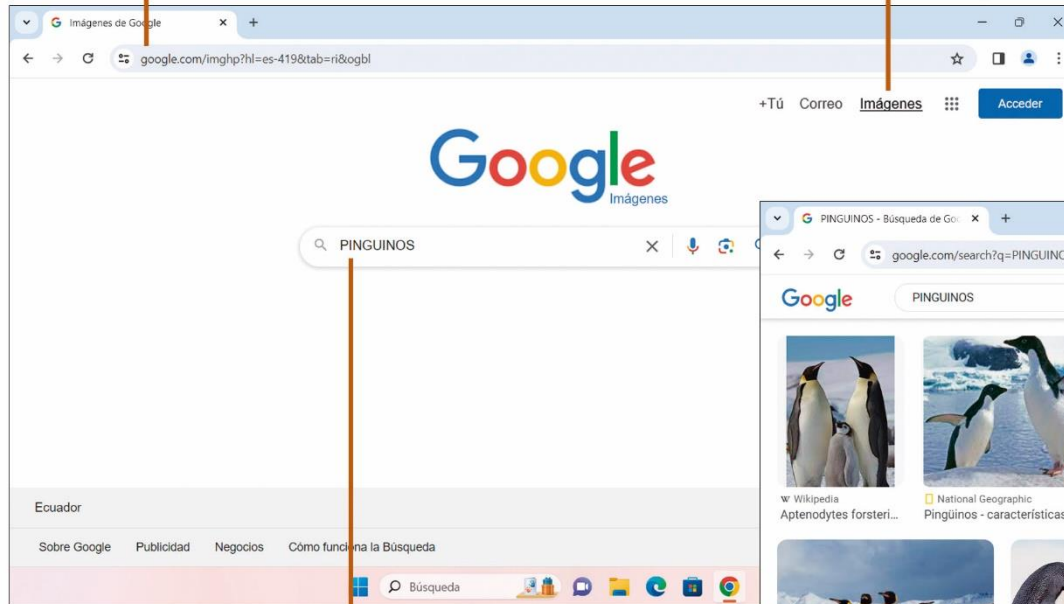 Imágenes de Google
google.com/imghp?hl=es-419&tab=ri&ogbl
+Tú Correo Imágenes Acceder
Google
Imágenes
PINGUINOS
PINGUINOS - Búsqueda de Goo
google.com/search?q=PINGUINO
Google PINGUINOS
W Wikipedia
Aptenodytes forsteri...
National Geographic
Pingüinos - características
Ecuador
Sobre Google Publicidad Negocios Cómo funciona la Búsqueda
Búsqueda